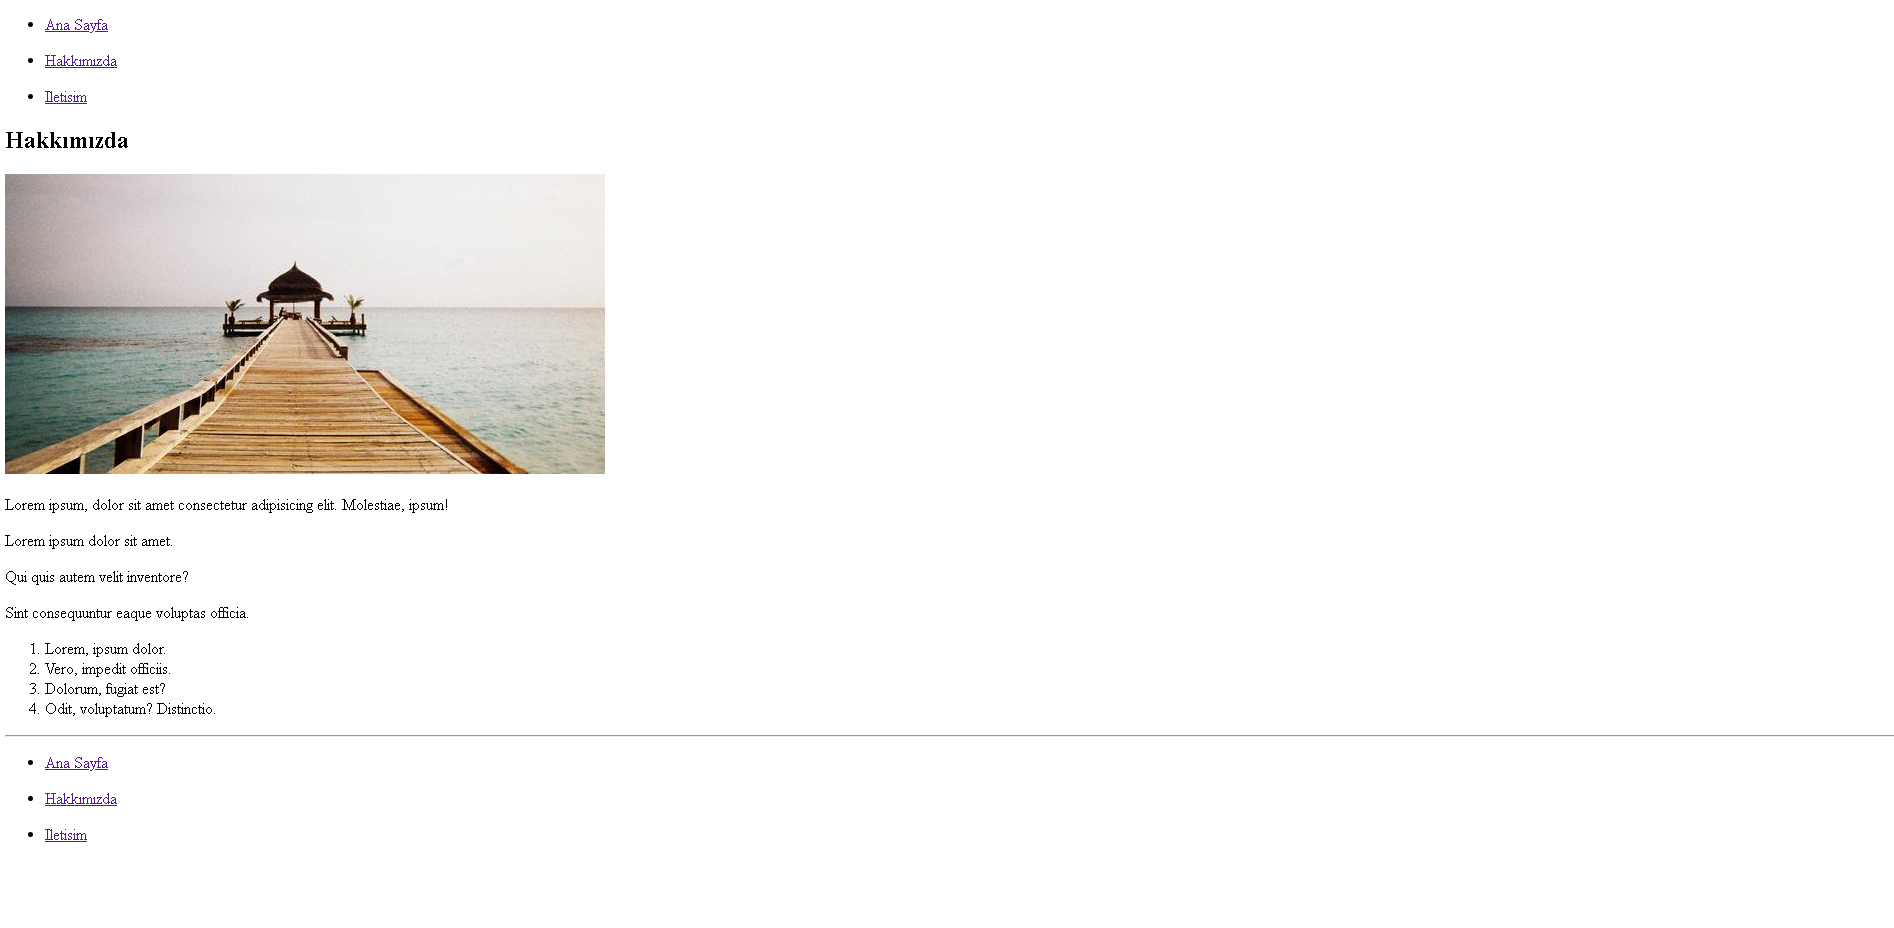 Ana Sayfa
Hakkımızda
Iletisim
Hakkımızda
Lorem ipsum, dolor sit amet consectetur adipisicing elit. Molestiae, ipsum!
Lorem ipsum dolor sit amet.
Qui quis autem velit inventore?
Sint consequuntur eaque voluptas officia.
1. Lorem, ipsum dolor.
2. Vero, impedit officiis.
3. Dolorum, fugiat est?
4. Odit, voluptatum? Distinctio.
Ana Sayfa
Hakkımızda
Iletisim